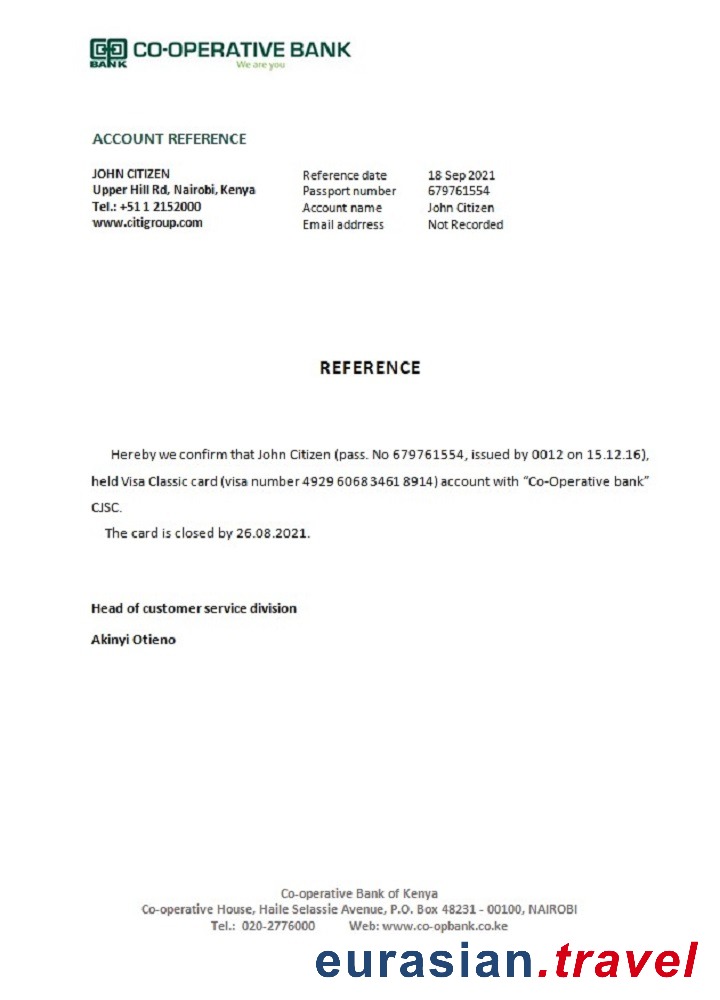 CO-OPERATIVE BANK
BANK
We are you
ACCOUNT REFERENCE
JOHN CITIZEN
Upper Hill Rd, Nairobi, Kenya
Tel.: +51 1 2152000
www.citigroup.com
Reference date 18 Sep 2021
Passport number 679761554
Account name John Citizen
Email addrress Not Recorded
REFERENCE
Hereby we confirm that John Citizen (pass. No 679761554, issued by 0012 on 15.12.16),
held Visa Classic card (visa number 4929 6068 3461 8914) account with “Co-Operative bank”
CJSC.
The card is closed by 26.08.2021.
Head of customer service division
Akinyi Otieno
Co-operative Bank of Kenya
Co-operative House, Haile Selassie Avenue, P.O. Box 48231 - 00100, NAIROBI
Tel.: 020-2776000 Web: www.co-opbank.co.ke
eurasian.travel